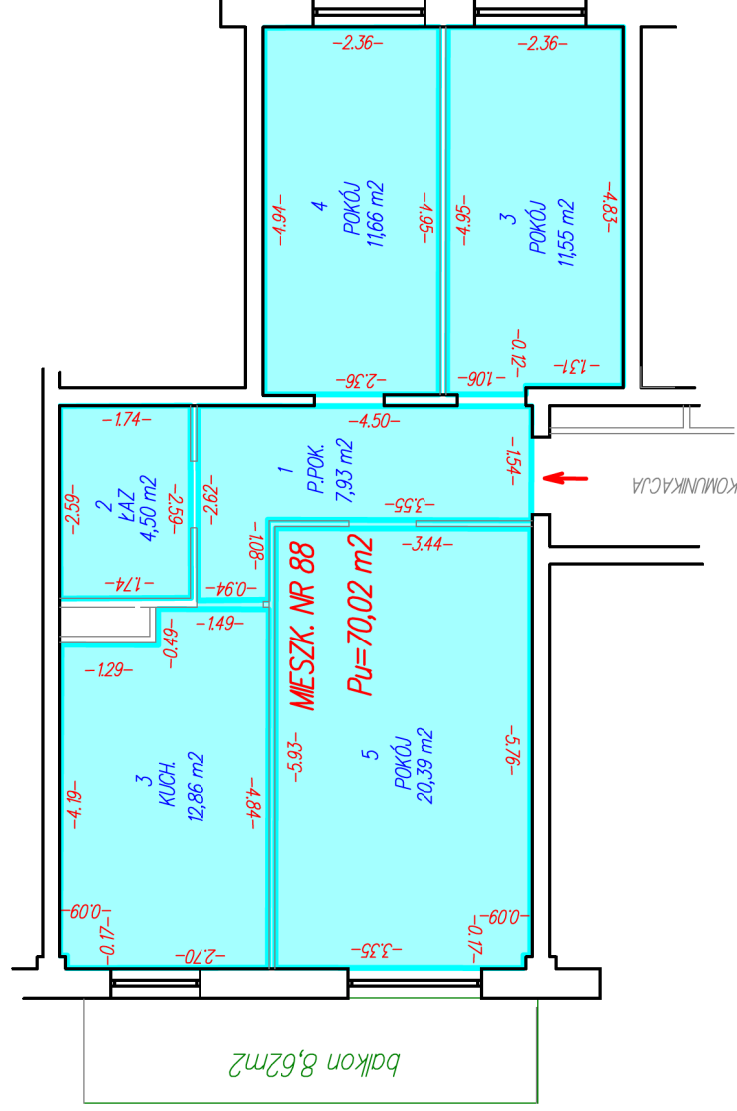 -2.36-
-2.36-
-4.94-
4
POKÓJ
11,66 m2
-4.95-
-4.95-
3
POKÓJ
11,55 m2
-4.83-
-2.36-
-1.06-
-0.12-
-1.31-
-1.74-
-4.50-
-2.59-
2
ŁAZ
4,50 m2
-2.59-
-2.62-
1
P.POK.
7,93 m2
-1.54-
KOMUNIKACJA
-3.55-
-1.74-
-0.94-
-1.08-
-3.44-
MIESZK. NR 88
Pu=70,02 m2
-1.29-
-0.49-
-1.49-
-4.19-
3
KUCH.
12,86 m2
-4.84-
-5.93-
5
POKÓJ
20,39 m2
-5.76-
-0.09-
-0.17-
-2.70-
-3.35-
-0.17-
-0.09-
balkon 8,62m2